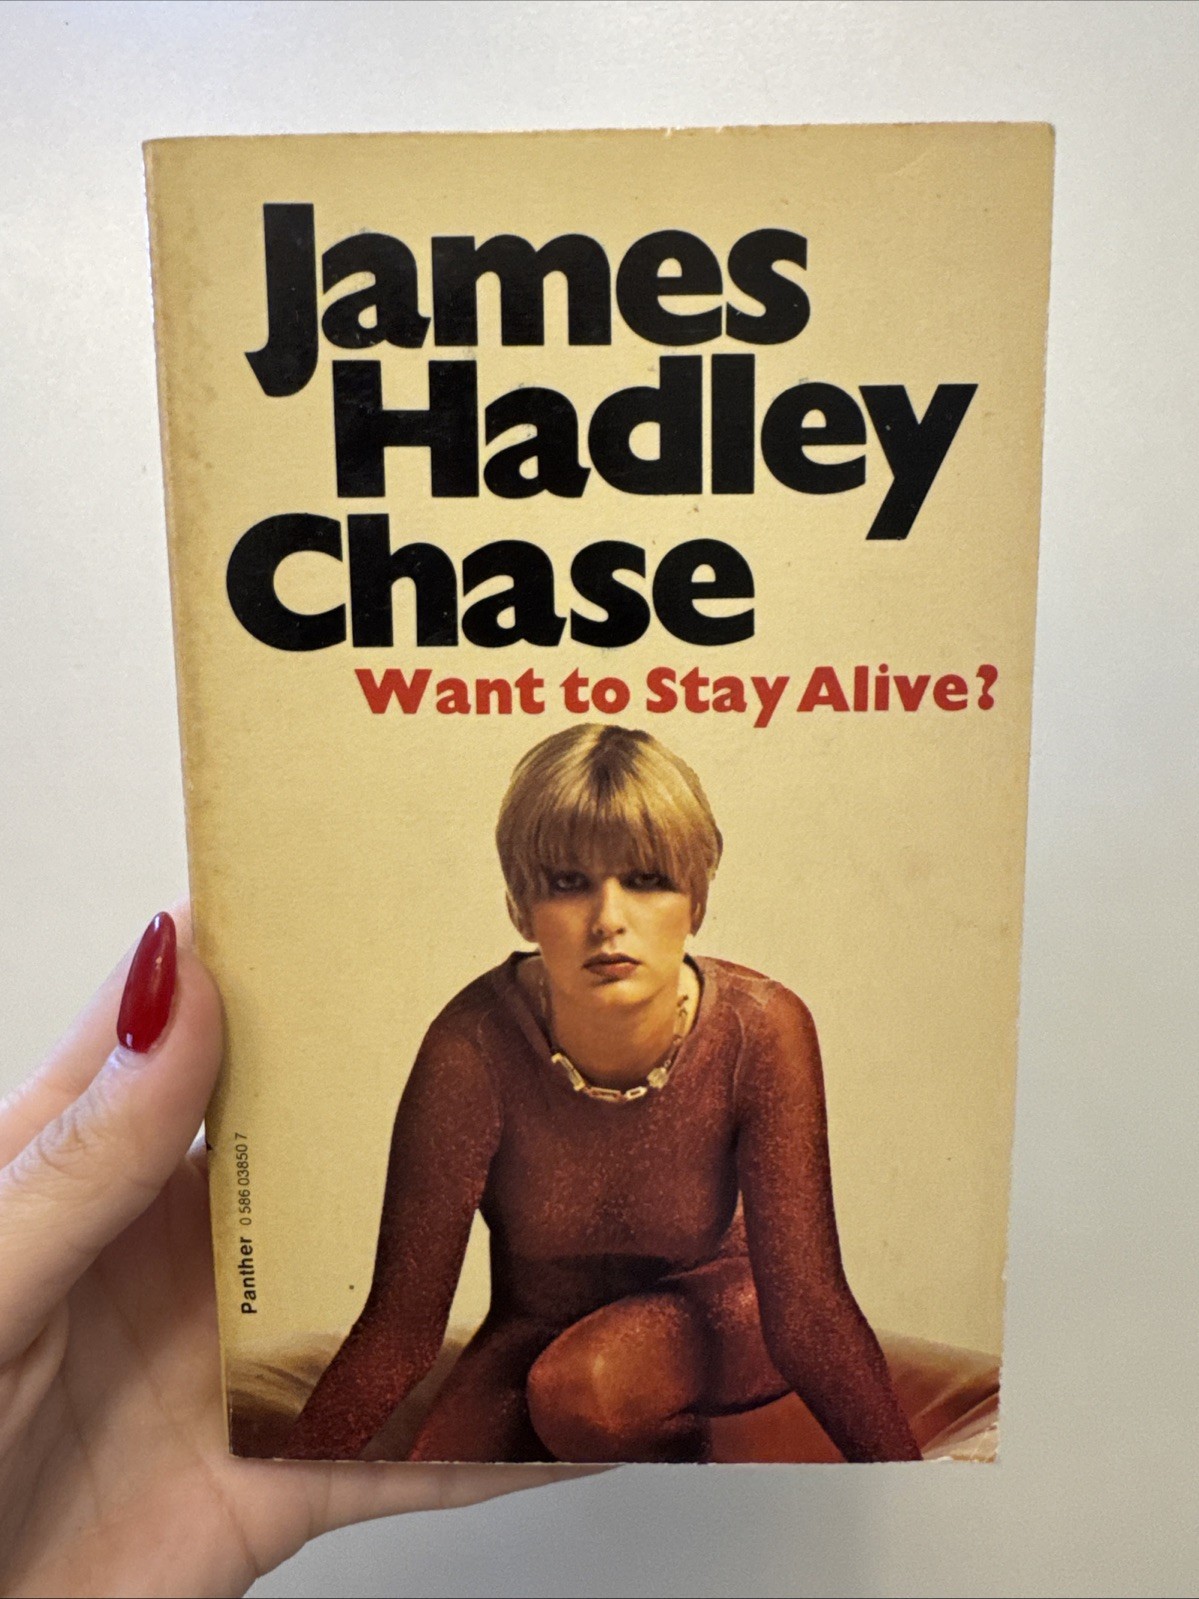 James
Hadley
Chase
Want to Stay Alive?
Panther 0 586 03850 7